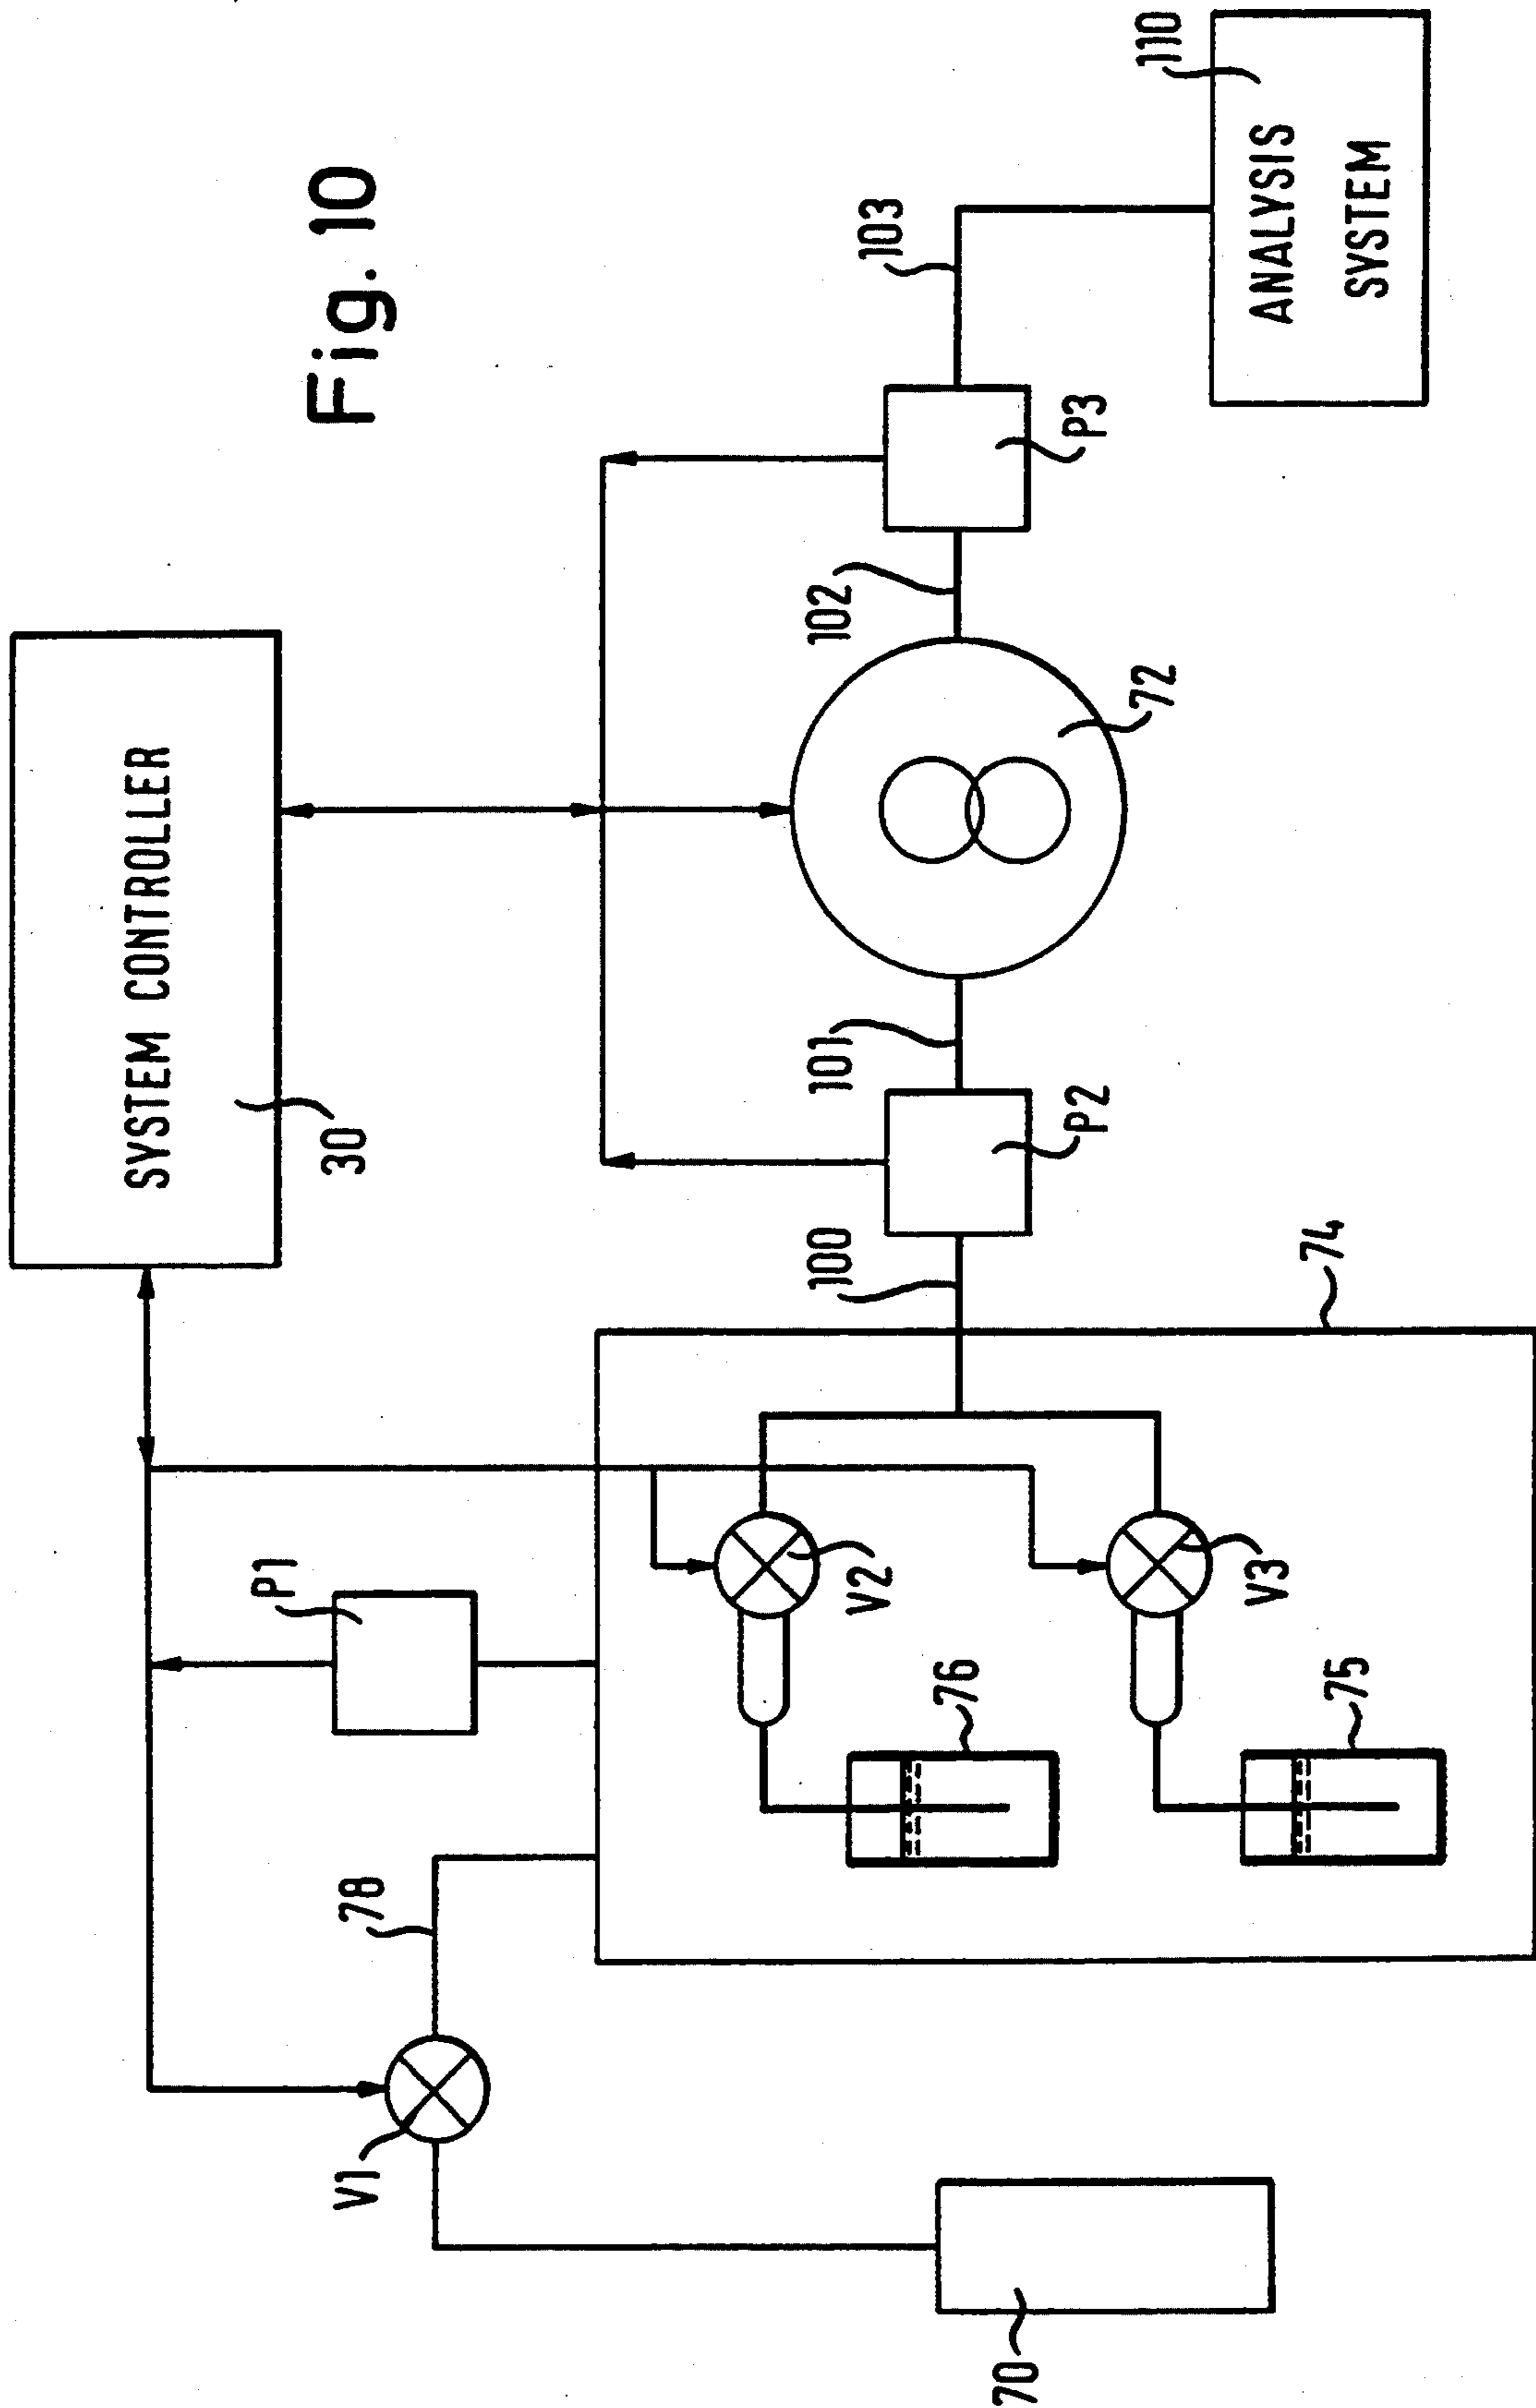 Fig. 10
SYSTEM CONTROLLER
30
P1
78
V1
70
V2
76
V3
75
74
100
P2
101
72
102
P3
103
110
ANALYSIS
SYSTEM